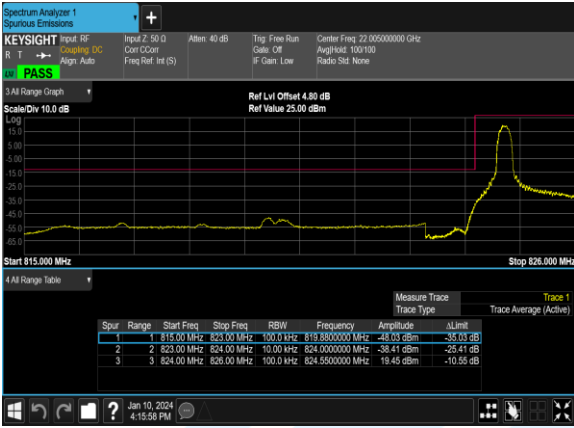 Spectrum Analyzer 1
Spurious Emissions
+
KEYSIGHT Input: RF Input Z: 50 Ω Atten: 40 dB Trig: Free Run Center Freq: 22.005000000 GHz
R T Coupling: DC Corr CCorr Gate: Off Avg|Hold: 100/100
Align: Auto Freq Ref: Int (S) IF Gain: Low Radio Std: None
PASS
3 All Range Graph
Ref Lvl Offset 4.80 dB
Scale/Div 10.0 dB Ref Value 25.00 dBm
Log
15.0
5.00
-5.00
-15.0
-25.0
-35.0
-45.0
-55.0
-65.0
Start 815.000 MHz Stop 826.000 MHz
4 All Range Table
Measure Trace Trace 1
Trace Type Trace Average (Active)
Spur Range Start Freq Stop Freq RBW Frequency Amplitude ΔLimit
1 1 815.00 MHz 823.00 MHz 100.0 kHz 819.8800000 MHz -48.03 dBm -35.03 dB
2 2 823.00 MHz 824.00 MHz 10.00 kHz 824.0000000 MHz -38.41 dBm -25.41 dB
3 3 824.00 MHz 826.00 MHz 100.0 kHz 824.5500000 MHz 19.45 dBm -10.55 dB
? Jan 10, 2024
4:15:58 PM